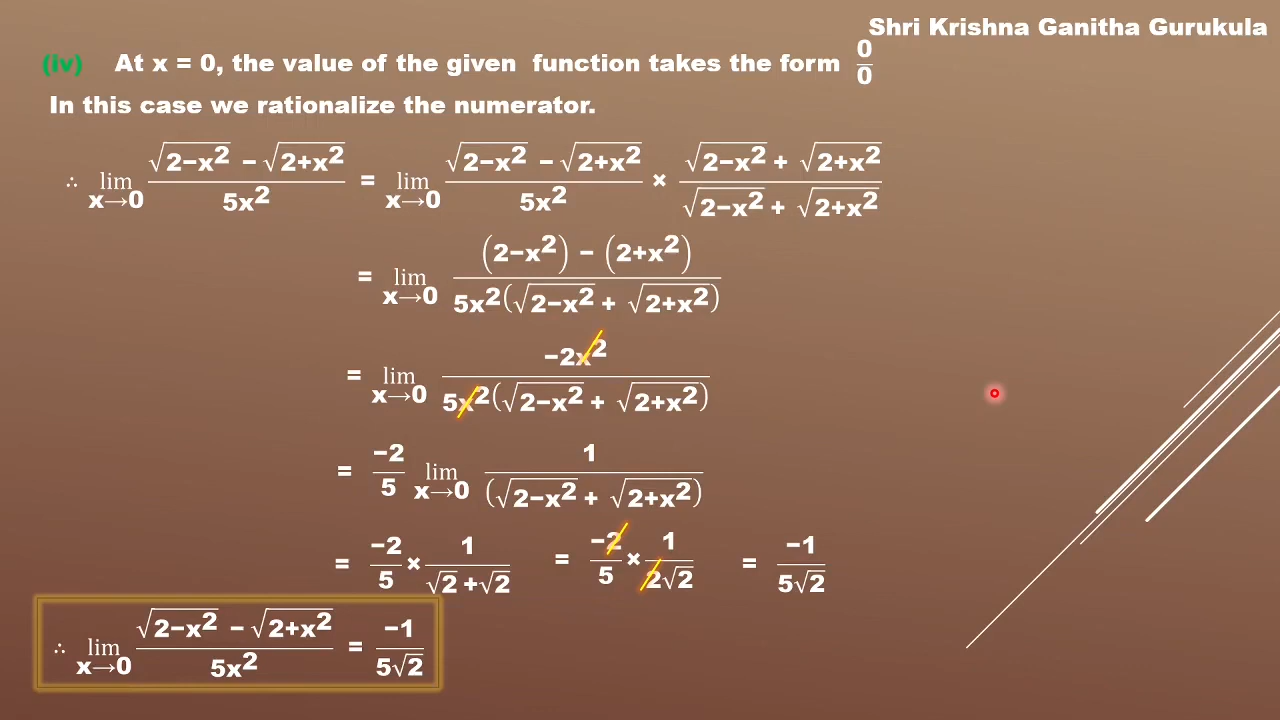 Shri Krishna Ganitha Gurukula
(iv) At x = 0, the value of the given function takes the form 0/0
In this case we rationalize the numerator.
∴ lim x→0 (√(2−x²) − √(2+x²))/(5x²) = lim x→0 (√(2−x²) − √(2+x²))/(5x²) × (√(2−x²) + √(2+x²))/(√(2−x²) + √(2+x²))
= lim x→0 ((2−x²) − (2+x²))/(5x²(√(2−x²) + √(2+x²)))
= lim x→0 (−2x²)/(5x²(√(2−x²) + √(2+x²)))
= −2/5 lim x→0 1/((√(2−x²) + √(2+x²)))
= −2/5 × 1/(√2 +√2) = −2/5 × 1/(2√2) = −1/(5√2)
∴ lim x→0 (√(2−x²) − √(2+x²))/(5x²) = −1/(5√2)